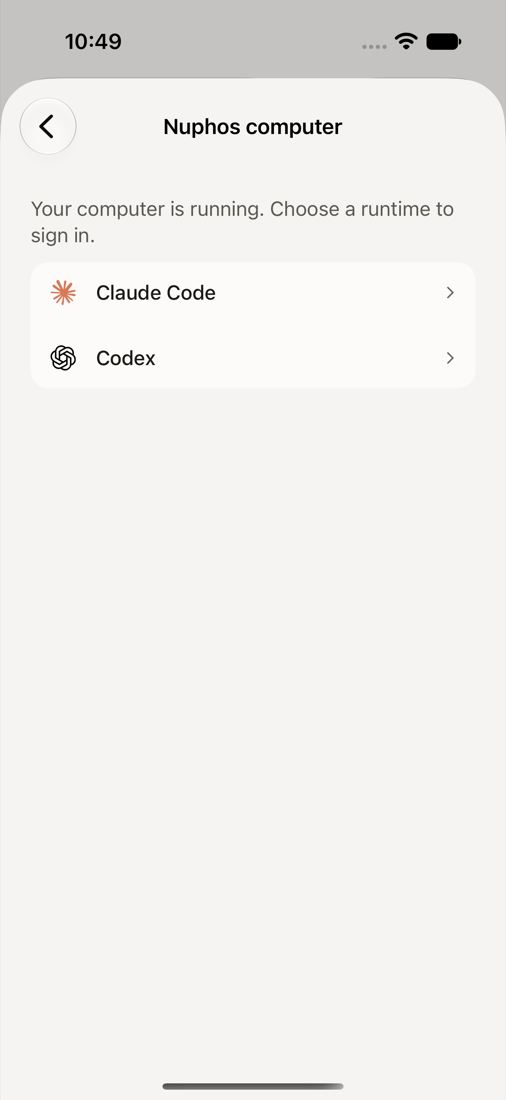 10:49
Nuphos computer
Your computer is running. Choose a runtime to
sign in.
Claude Code
Codex